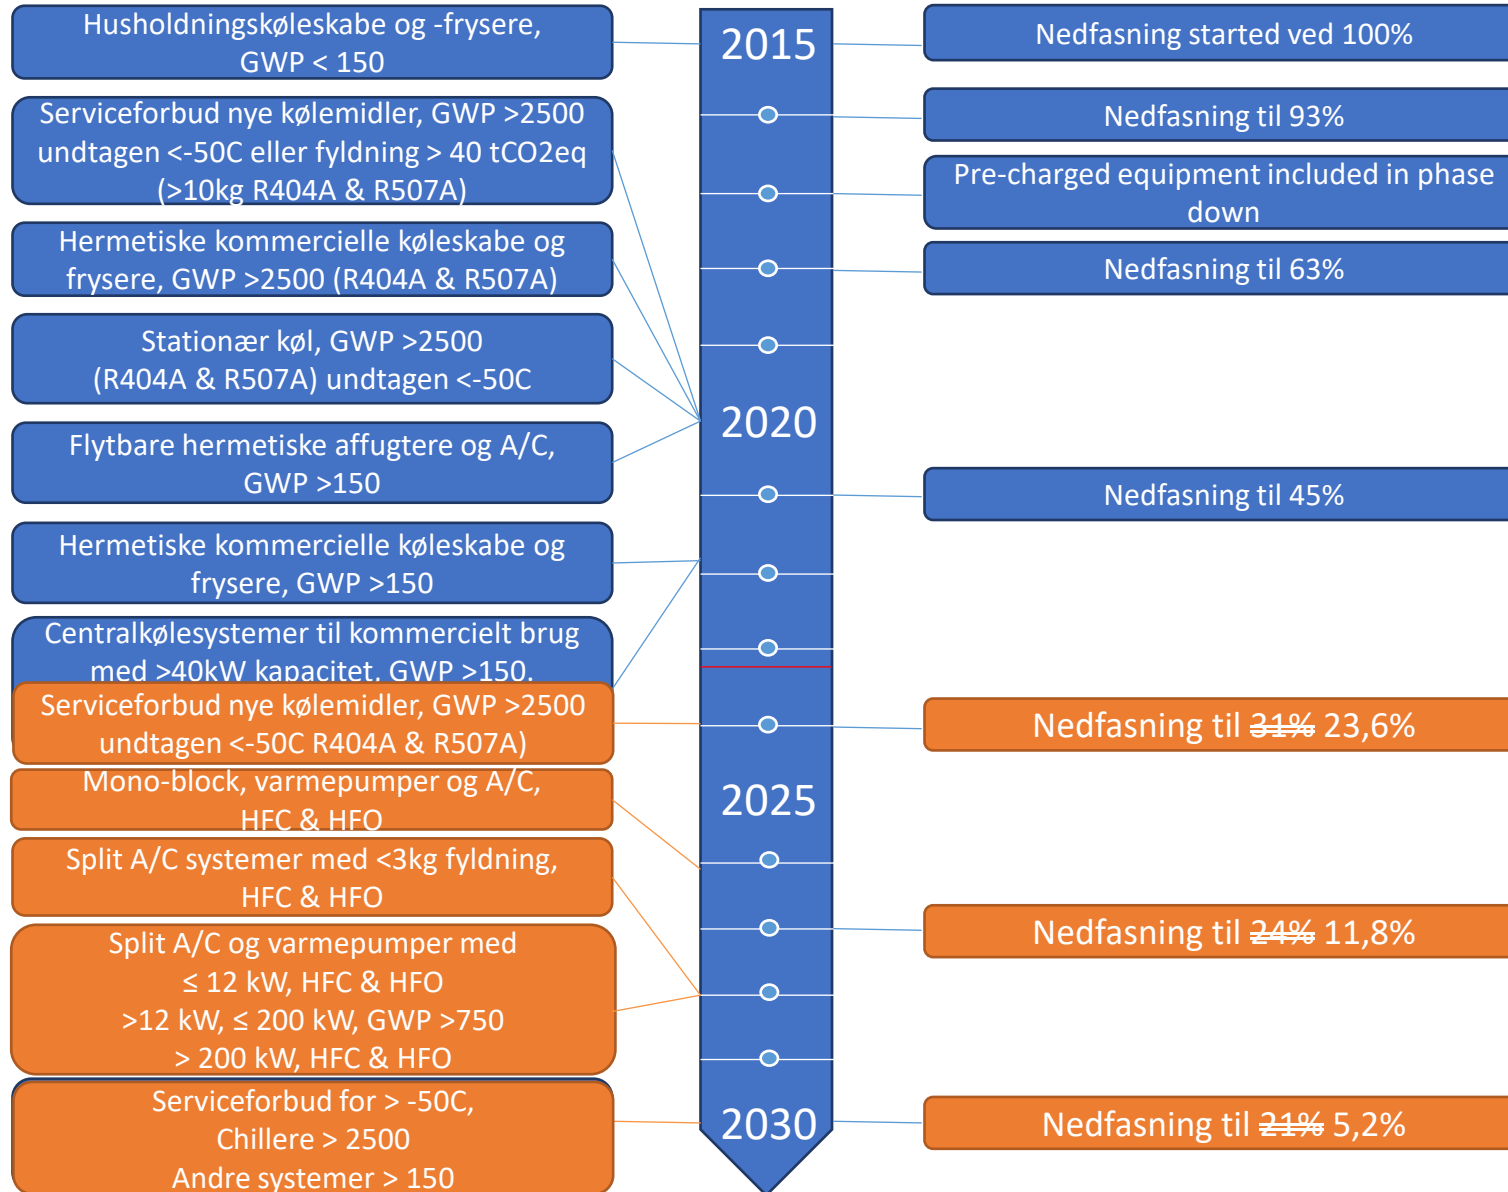 Husholdningskøleskabe og -frysere,
GWP < 150
Serviceforbud nye kølemidler, GWP >2500
undtagen <-50C eller fyldning > 40 tCO2eq
(>10kg R404A & R507A)
Hermetiske kommercielle køleskabe og
frysere, GWP >2500 (R404A & R507A)
Stationær køl, GWP >2500
(R404A & R507A) undtagen <-50C
Flytbare hermetiske affugtere og A/C,
GWP >150
Hermetiske kommercielle køleskabe og
frysere, GWP >150
Centralkølesystemer til kommercielt brug
med >40kW kapacitet. GWP >150.
Serviceforbud nye kølemidler, GWP >2500
undtagen <-50C R404A & R507A)
Mono-block, varmepumper og A/C,
HFC & HFO
Split A/C systemer med <3kg fyldning,
HFC & HFO
Split A/C og varmepumper med
≤ 12 kW, HFC & HFO
>12 kW, ≤ 200 kW, GWP >750
> 200 kW, HFC & HFO
Serviceforbud for > -50C,
Chillere > 2500
Andre systemer > 150
2015
2020
2025
2030
Nedfasning started ved 100%
Nedfasning til 93%
Pre-charged equipment included in phase
down
Nedfasning til 63%
Nedfasning til 45%
Nedfasning til 31% 23,6%
Nedfasning til 24% 11,8%
Nedfasning til 21% 5,2%